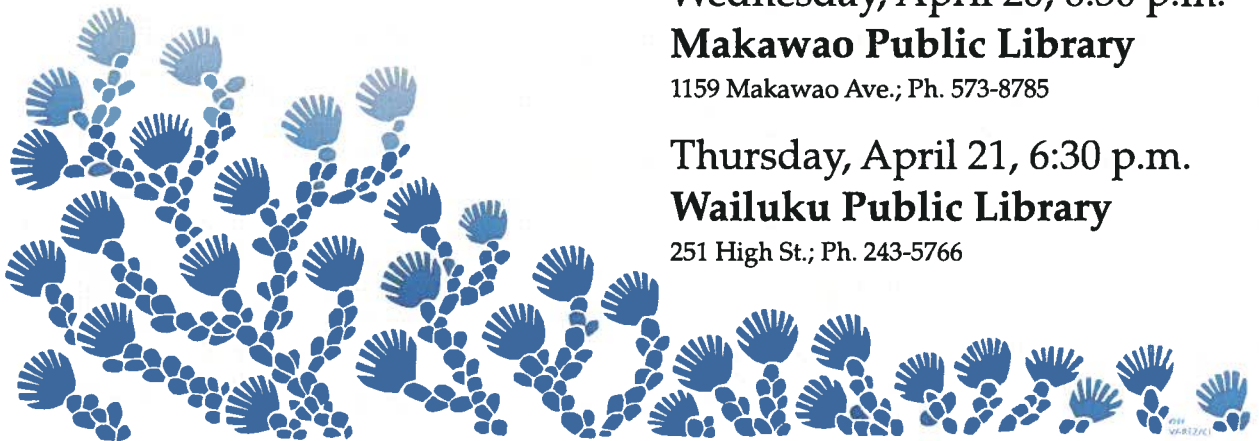 Makawao Public Library
1159 Makawao Ave.; Ph. 573-8785
Thursday, April 21, 6:30 p.m.
Wailuku Public Library
251 High St.; Ph. 243-5766